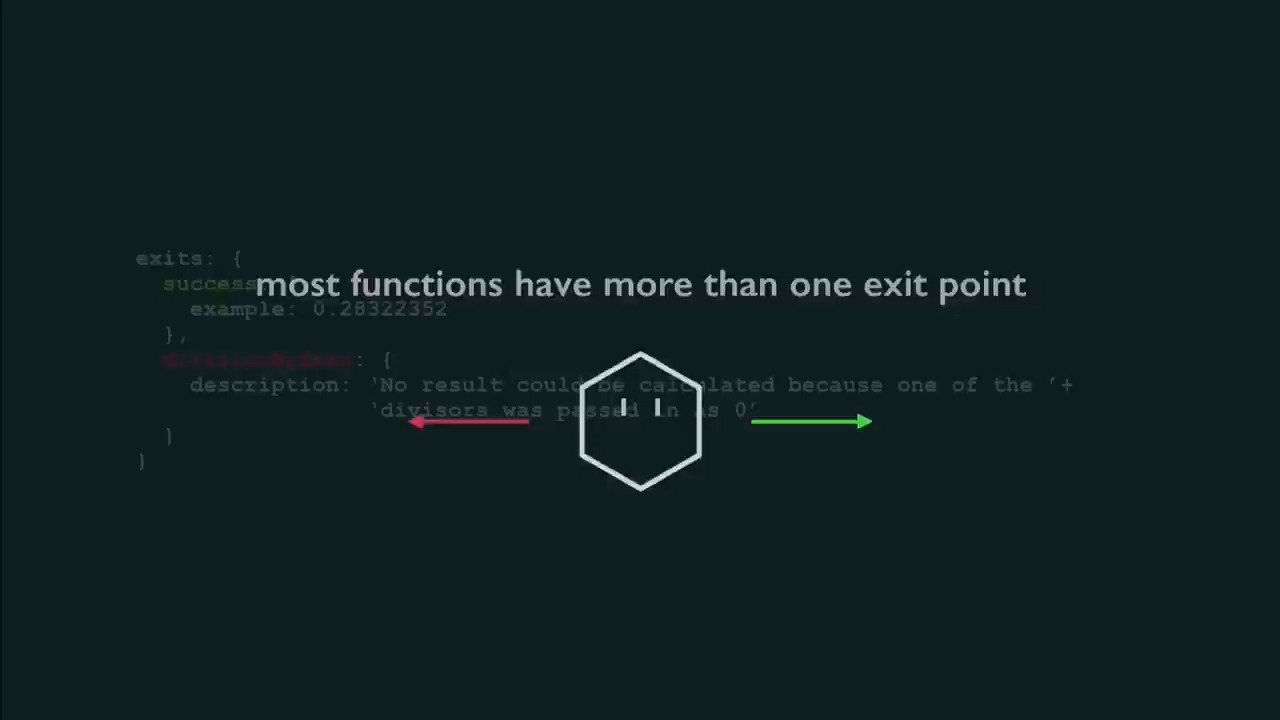 most functions have more than one exit point
exits: {
success
example: 0.28322352
},
divisionByZero: {
description: 'No result could be calculated because one of the '+
'divisors was passed in as 0'
}
}